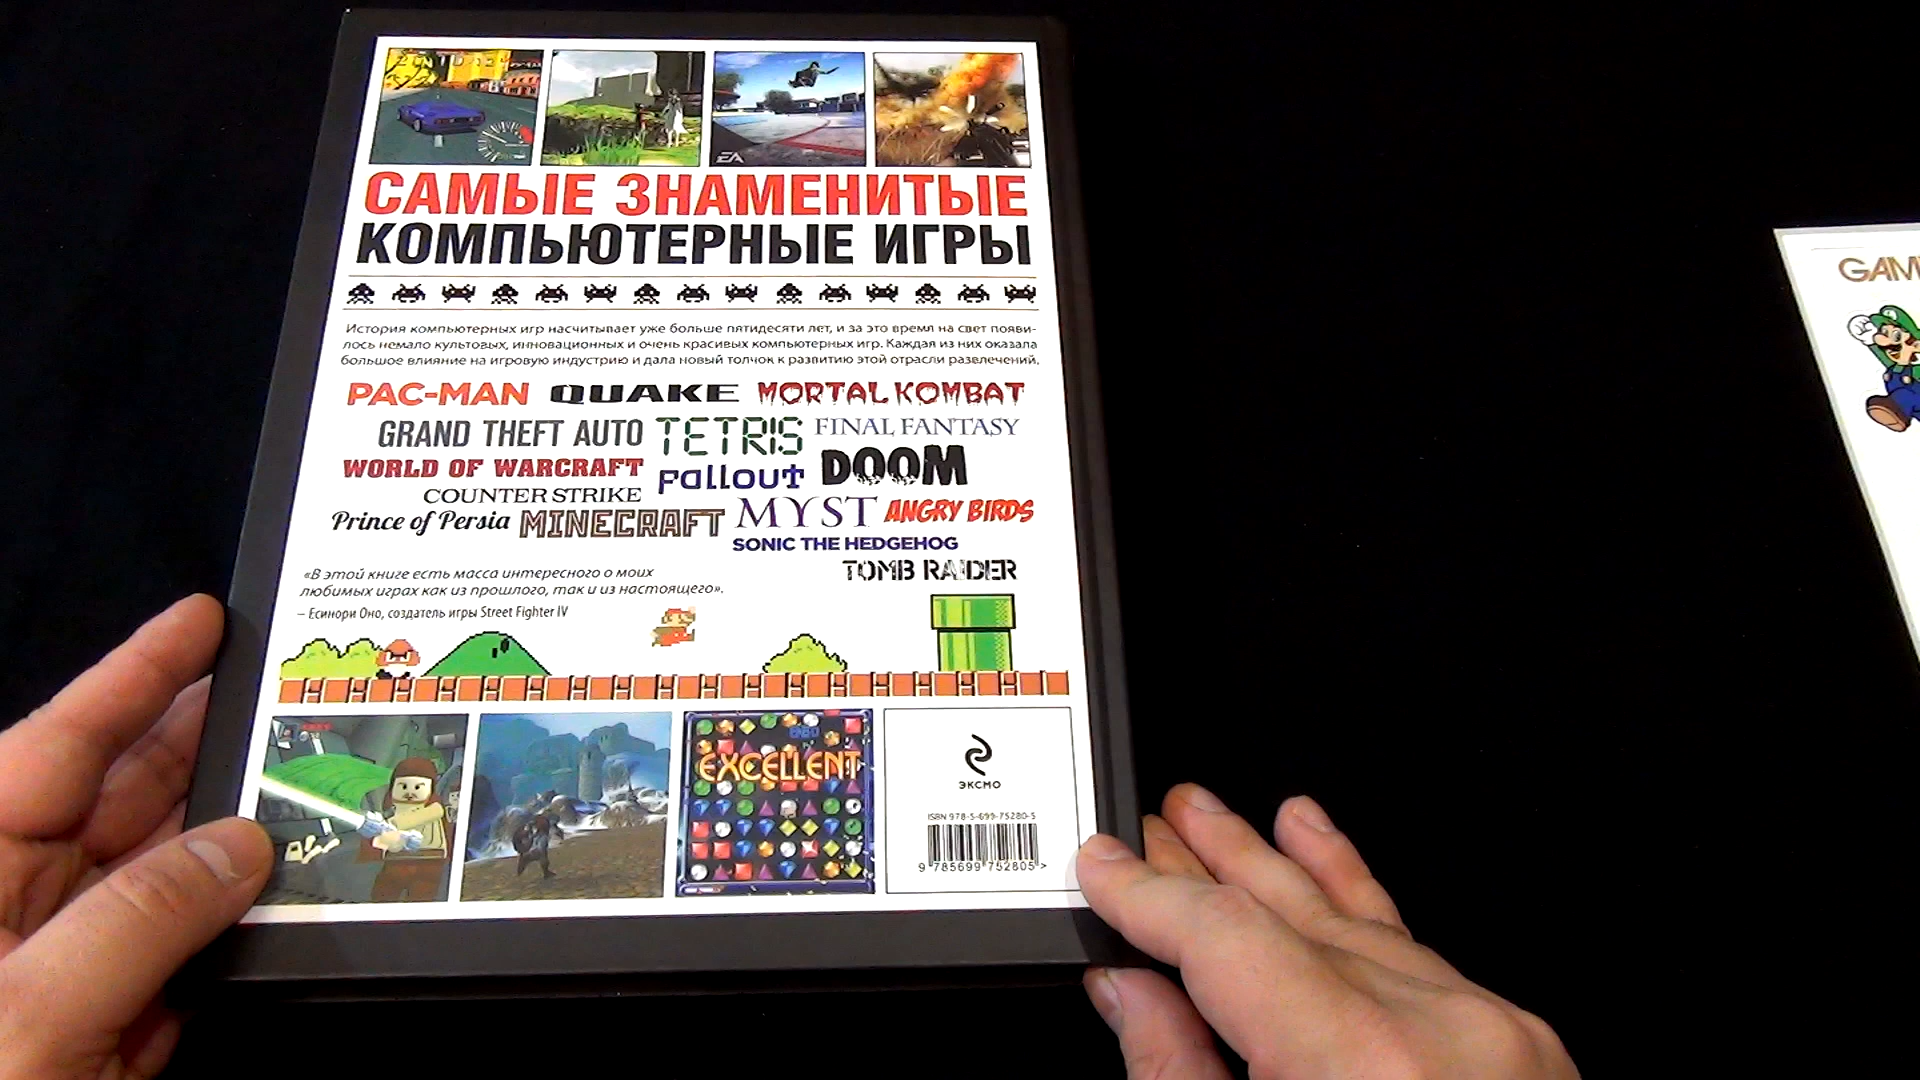 EA
САМЫЕ ЗНАМЕНИТЫЕ
КОМПЬЮТЕРНЫЕ ИГРЫ
История компьютерных игр насчитывает уже больше пятидесяти лет, и за это время на свет появи-
лось немало культовых, инновационных и очень красивых компьютерных игр. Каждая из них оказала
большое влияние на игровую индустрию и дала новый толчок к развитию этой отрасли развлечений.
PAC-MAN QUAKE MORTAL KOMBAT
GRAND THEFT AUTO TETRIS FINAL FANTASY
WORLD OF WARCRAFT Fallout DOOM
COUNTER STRIKE
Prince of Persia MINECRAFT MYST ANGRY BIRDS
SONIC THE HEDGEHOG
TOMB RAIDER
«В этой книге есть масса интересного о моих
любимых играх как из прошлого, так и из настоящего».
– Есинори Оно, создатель игры Street Fighter IV
EXCELLENT
ЭКСМО
ISBN 978-5-699-75280-5
9 785699 752805 >
GAM